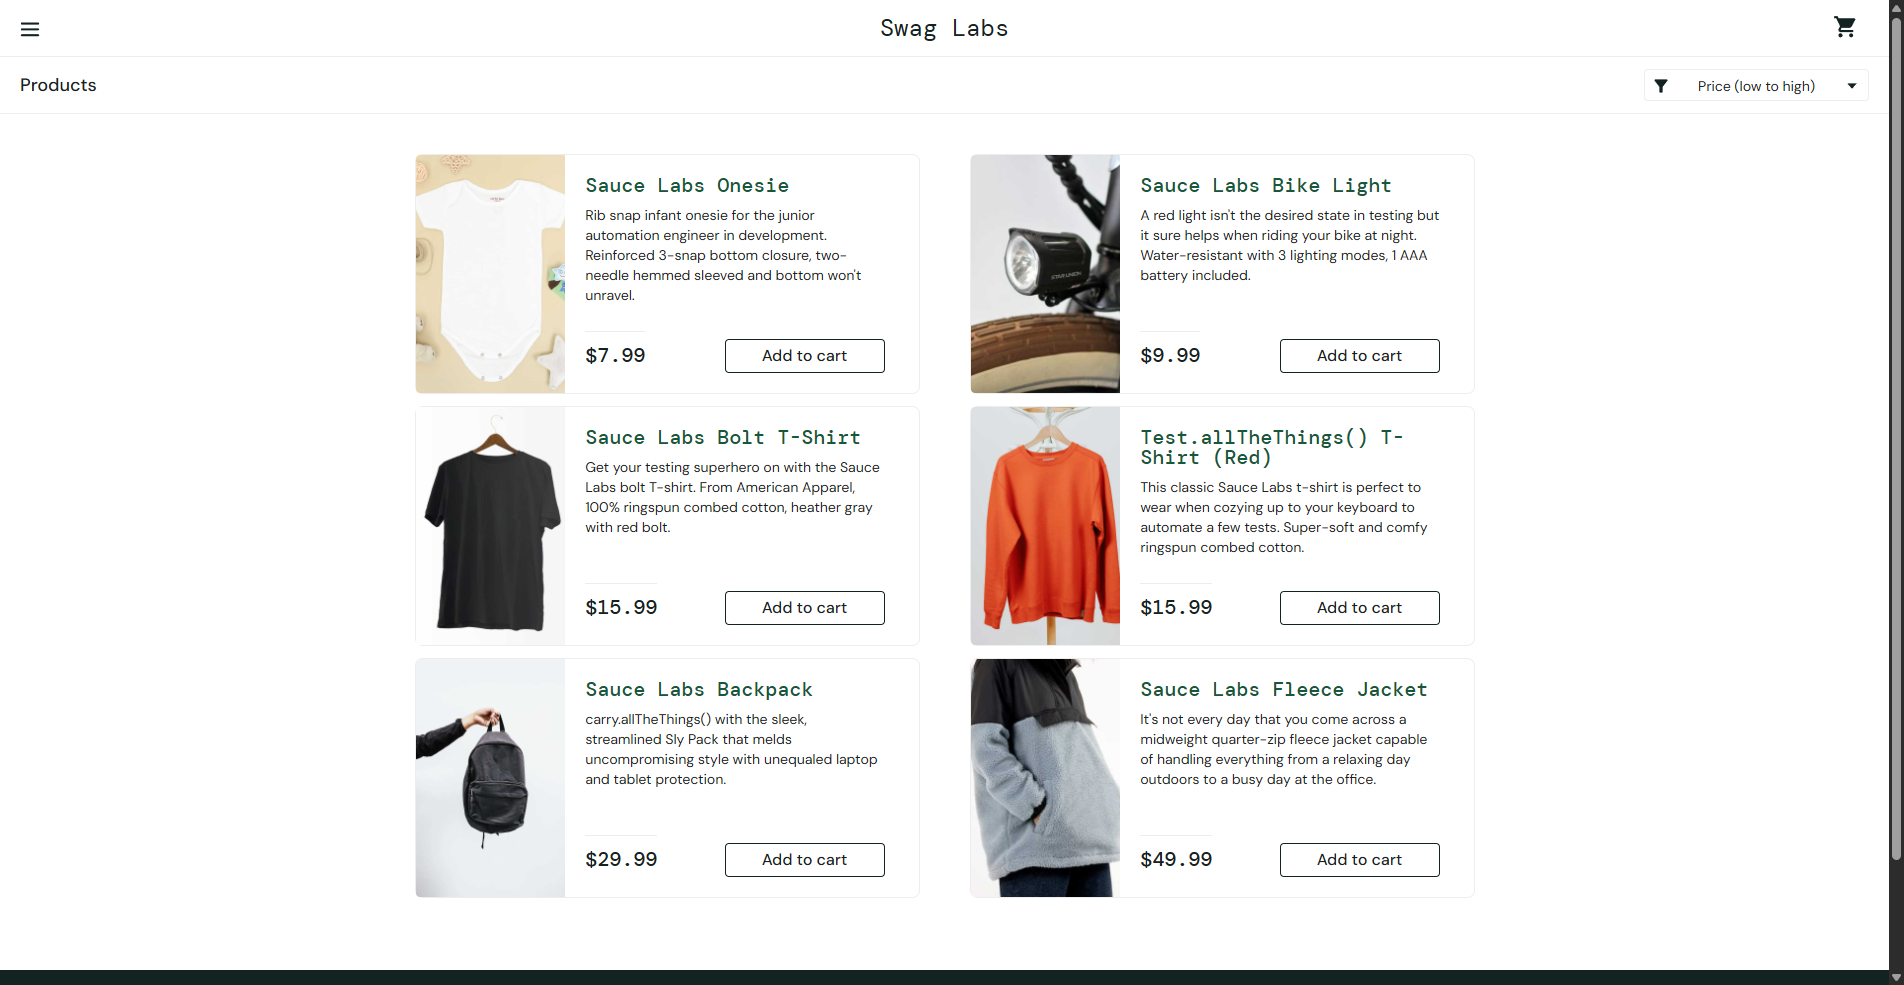 Swag Labs
Products
Price (low to high)
Sauce Labs Onesie
Rib snap infant onesie for the junior
automation engineer in development.
Reinforced 3-snap bottom closure, two-
needle hemmed sleeved and bottom won't
unravel.
$7.99
Add to cart
Sauce Labs Bike Light
A red light isn't the desired state in testing but
it sure helps when riding your bike at night.
Water-resistant with 3 lighting modes, 1 AAA
battery included.
$9.99
Add to cart
Sauce Labs Bolt T-Shirt
Get your testing superhero on with the Sauce
Labs bolt T-shirt. From American Apparel,
100% ringspun combed cotton, heather gray
with red bolt.
$15.99
Add to cart
Test.allTheThings() T-
Shirt (Red)
This classic Sauce Labs t-shirt is perfect to
wear when cozying up to your keyboard to
automate a few tests. Super-soft and comfy
ringspun combed cotton.
$15.99
Add to cart
Sauce Labs Backpack
carry.allTheThings() with the sleek,
streamlined Sly Pack that melds
uncompromising style with unequaled laptop
and tablet protection.
$29.99
Add to cart
Sauce Labs Fleece Jacket
It's not every day that you come across a
midweight quarter-zip fleece jacket capable
of handling everything from a relaxing day
outdoors to a busy day at the office.
$49.99
Add to cart